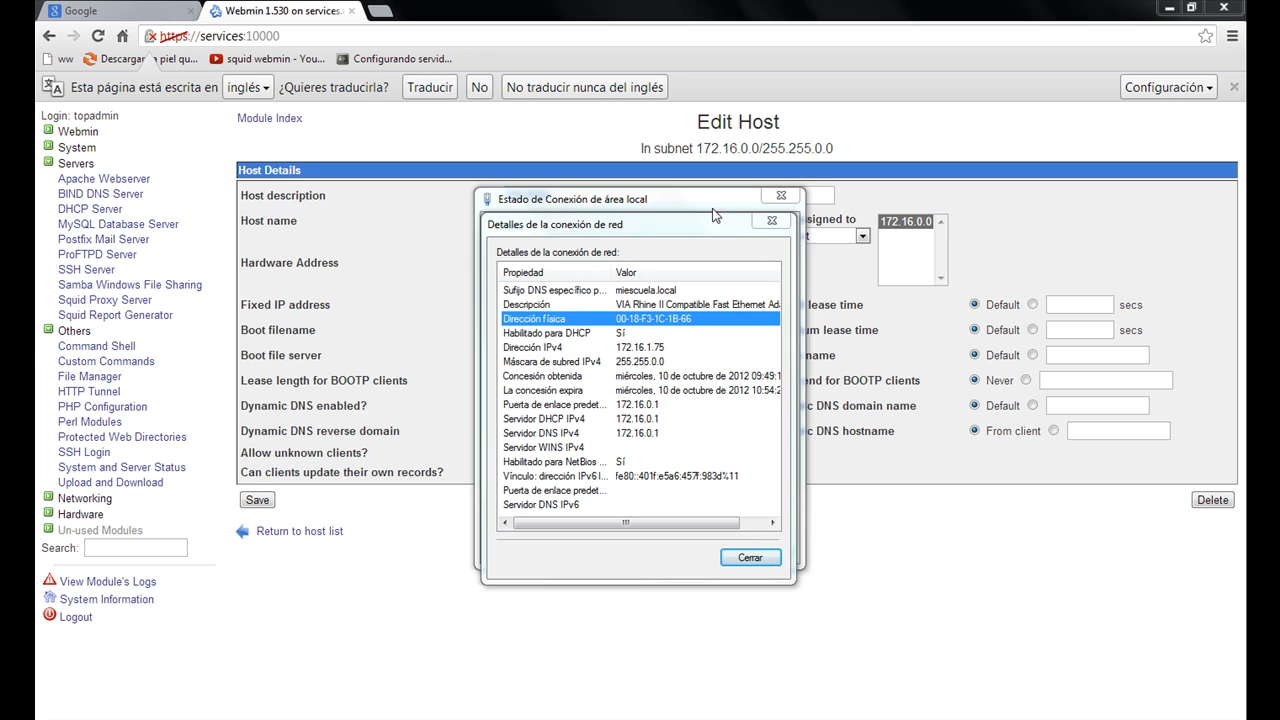 Google
Webmin 1.530 on services.
https://services:10000
ww
Descargar a piel qu...
squid webmin - You...
Configurando servid...
Esta página está escrita en inglés ¿Quieres traducirla? Traducir No No traducir nunca del inglés Configuración
Login: topadmin
Webmin
System
Servers
Apache Webserver
BIND DNS Server
DHCP Server
MySQL Database Server
Postfix Mail Server
ProFTPD Server
SSH Server
Samba Windows File Sharing
Squid Proxy Server
Squid Report Generator
Others
Command Shell
Custom Commands
File Manager
HTTP Tunnel
PHP Configuration
Perl Modules
Protected Web Directories
SSH Login
System and Server Status
Upload and Download
Networking
Hardware
Un-used Modules
Search:
View Module's Logs
System Information
Logout
Module Index
Edit Host
In subnet 172.16.0.0/255.255.0.0
Host Details
Host description
Host name
Hardware Address
Fixed IP address
Boot filename
Boot file server
Lease length for BOOTP clients
Dynamic DNS enabled?
Dynamic DNS reverse domain
Allow unknown clients?
Can clients update their own records?
Save
Return to host list
Estado de Conexión de área local
Detalles de la conexión de red
Detalles de la conexión de red:
Propiedad Valor
Sufijo DNS específico p... miescuela.local
Descripción VIA Rhine II Compatible Fast Ethernet Ada
Dirección física 00-18-F3-1C-1B-66
Habilitado para DHCP Sí
Dirección IPv4 172.16.1.75
Máscara de subred IPv4 255.255.0.0
Concesión obtenida miércoles, 10 de octubre de 2012 09:49:1
La concesión expira miércoles, 10 de octubre de 2012 10:54:2
Puerta de enlace predet... 172.16.0.1
Servidor DHCP IPv4 172.16.0.1
Servidor DNS IPv4 172.16.0.1
Servidor WINS IPv4
Habilitado para NetBios ... Sí
Vínculo: dirección IPv6 l... fe80::401f:e5a6:457f:983d%11
Puerta de enlace predet...
Servidor DNS IPv6
Cerrar
signed to
t
172.16.0.0
lease time Default secs
um lease time Default secs
name Default
end for BOOTP clients Never
ic DNS domain name Default
ic DNS hostname From client
Delete